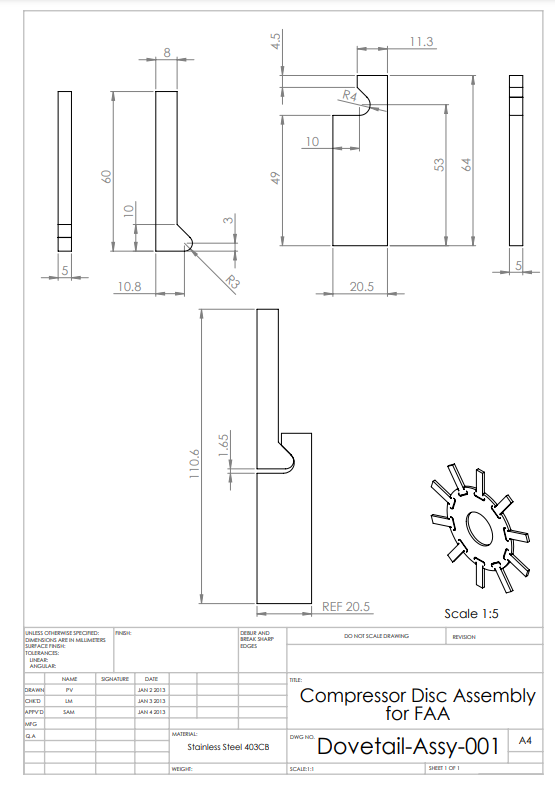 8
4.5
11.3
R4
60
10
3
10
49
53
64
5
10.8
R3
20.5
5
1.65
110.6
REF 20.5
Scale 1:5
UNLESS OTHERWISE SPECIFIED:
DIMENSIONS ARE IN MILLIMETERS
SURFACE FINISH:
TOLERANCES:
LINEAR:
ANGULAR:
FINISH:
DEBUR AND
BREAK SHARP
EDGES
DO NOT SCALE DRAWING
REVISION
NAME SIGNATURE DATE
DRAWN PV JAN 2 2013
CHK'D LM JAN 3 2013
APPV'D SAM JAN 4 2013
MFG
Q.A
MATERIAL:
Stainless Steel 403CB
WEIGHT:
TITLE:
Compressor Disc Assembly
for FAA
DWG NO.
Dovetail-Assy-001
A4
SCALE:1:1
SHEET 1 OF 1